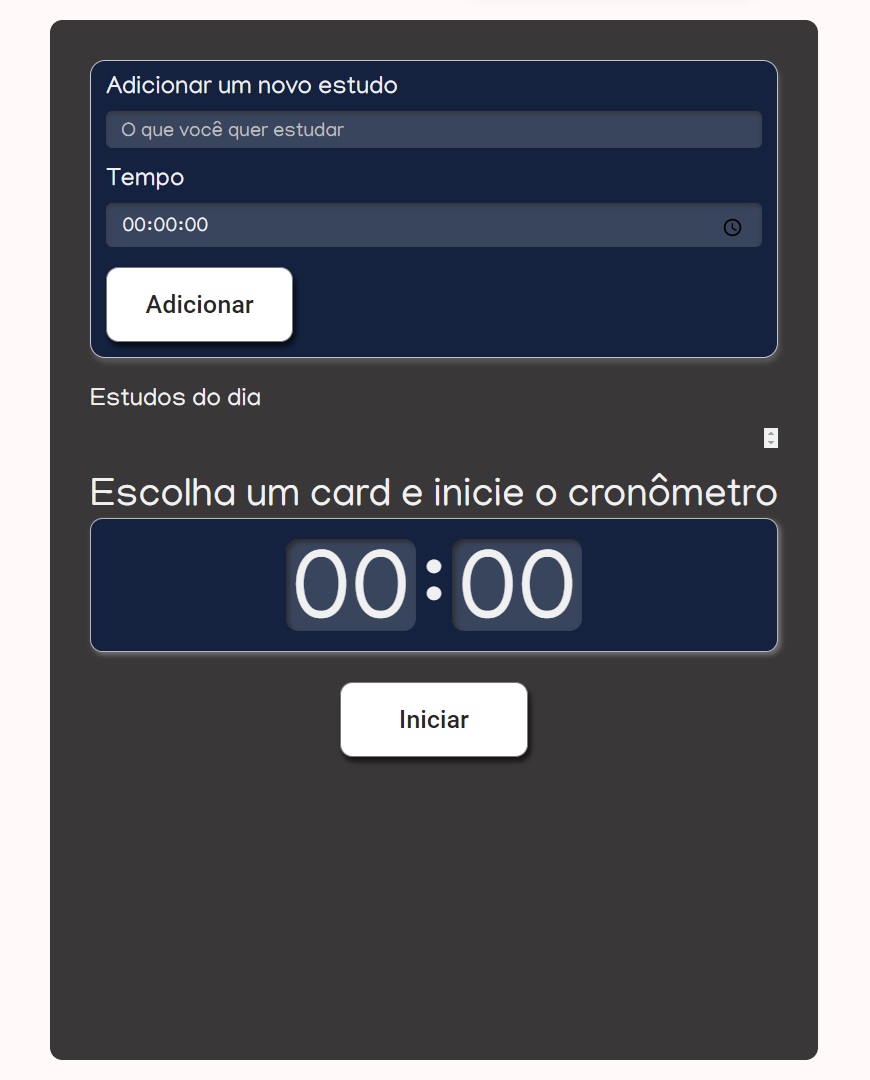 Adicionar um novo estudo
O que você quer estudar
Tempo
00:00:00
Adicionar
Estudos do dia
Escolha um card e inicie o cronômetro
00:00
Iniciar